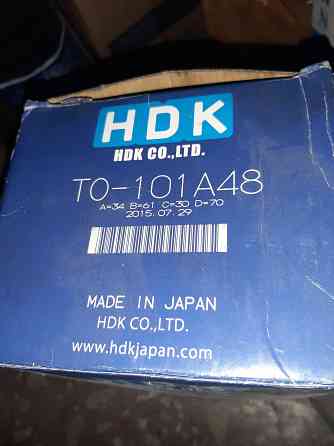 HDK
HDK CO.,LTD.
TO-101A48
A=34 B=61 C=30 D=70
2015.07.29
MADE IN JAPAN
HDK CO.,LTD.
www.hdkjapan.com